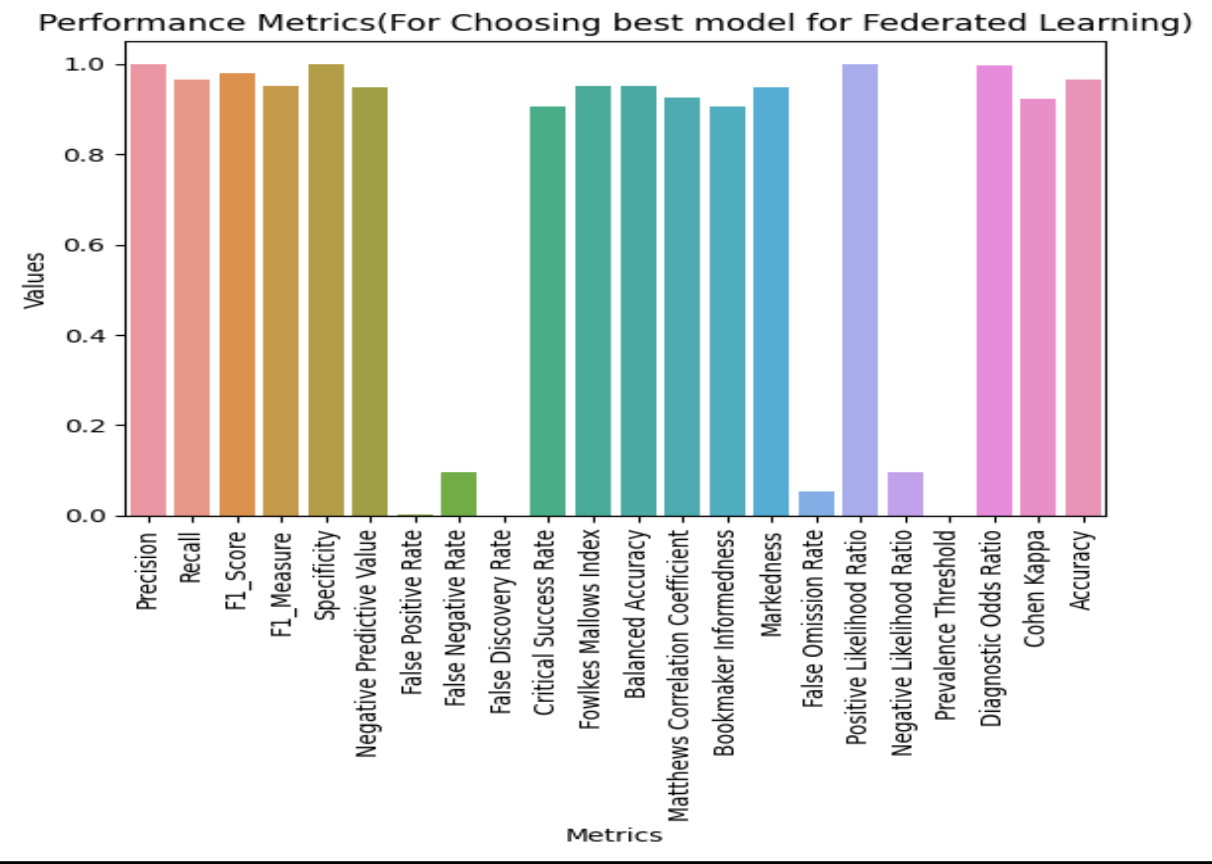 Performance Metrics(For Choosing best model for Federated Learning)
1.0
0.8
0.6
0.4
0.2
0.0
Values
Precision
Recall
F1_Score
F1_Measure
Specificity
Negative Predictive Value
False Positive Rate
False Negative Rate
False Discovery Rate
Critical Success Rate
Fowlkes Mallows Index
Balanced Accuracy
Matthews Correlation Coefficient
Bookmaker Informedness
Markedness
False Omission Rate
Positive Likelihood Ratio
Negative Likelihood Ratio
Prevalence Threshold
Diagnostic Odds Ratio
Cohen Kappa
Accuracy
Metrics